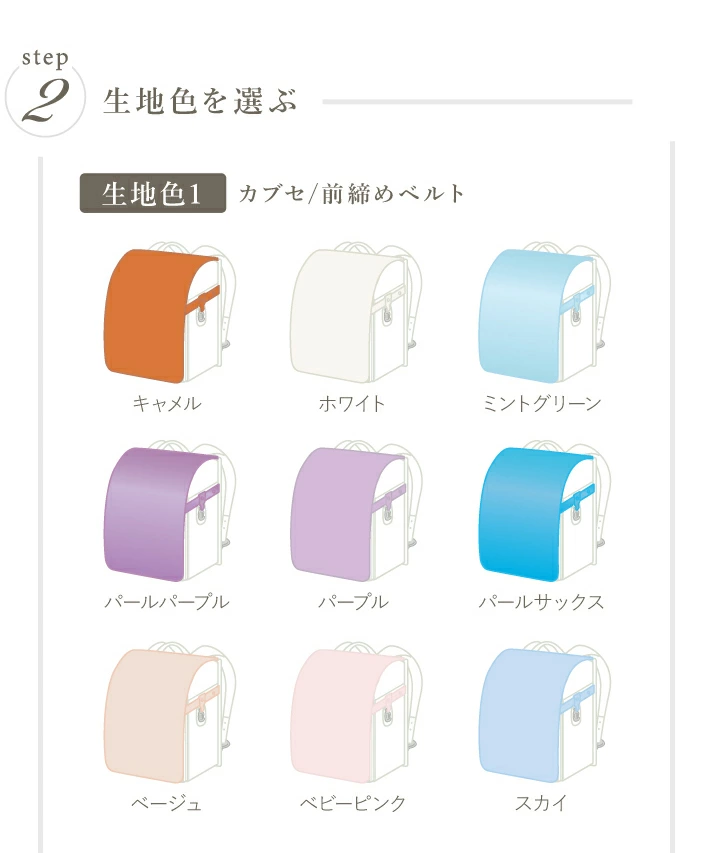 step
2 生地色を選ぶ
生地色1 カブセ/前締めベルト
キャメル ホワイト ミントグリーン
パールパープル パープル パールサックス
ベージュ ベビーピンク スカイ